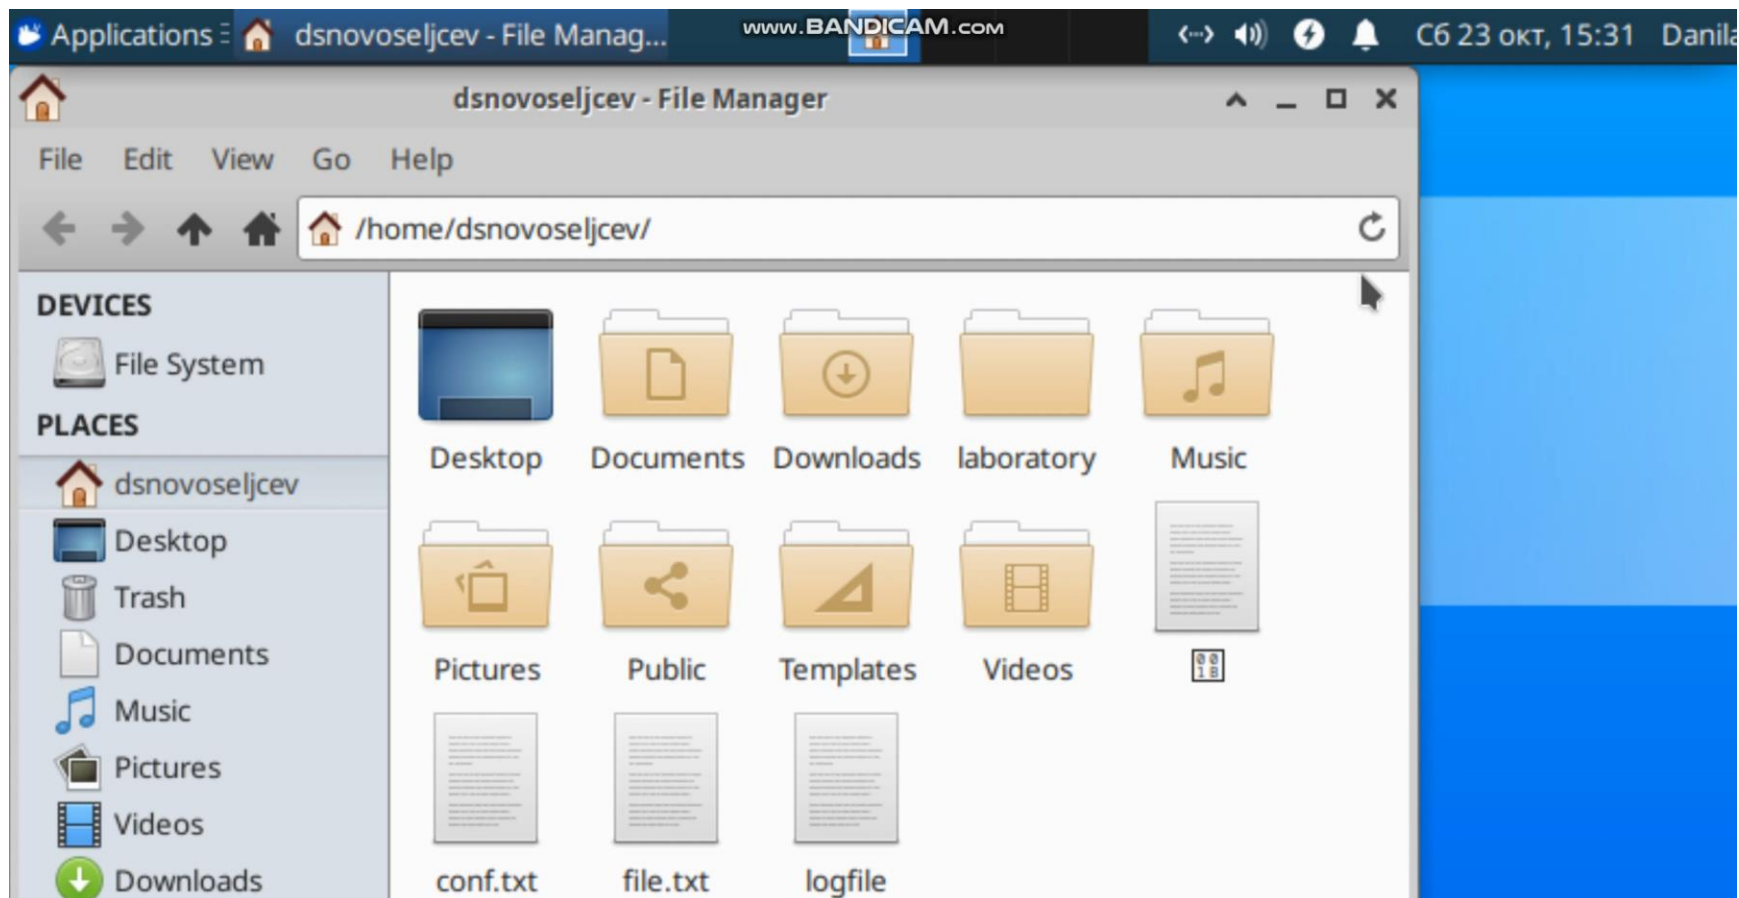 Applications
dsnovoseljcev - File Manag...
www.BANDICAM.com
Сб 23 окт, 15:31
Danila
dsnovoseljcev - File Manager
File Edit View Go Help
/home/dsnovoseljcev/
DEVICES
File System
PLACES
dsnovoseljcev
Desktop
Trash
Documents
Music
Pictures
Videos
Downloads
Desktop Documents Downloads laboratory Music
Pictures Public Templates Videos
conf.txt file.txt logfile